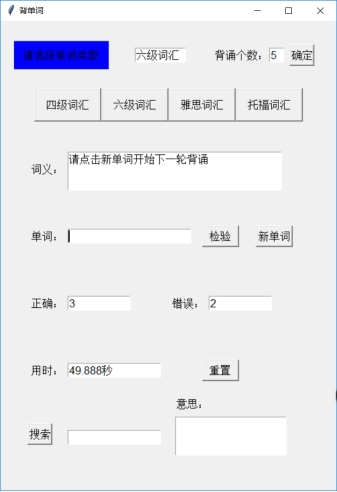 背单词
请选择单词类型 六级词汇 背诵个数： 5 确定
四级词汇 六级词汇 雅思词汇 托福词汇
词义： 请点击新单词开始下一轮背诵
单词： 检验 新单词
正确： 3 错误： 2
用时： 49.888秒 重置
意思：
搜索